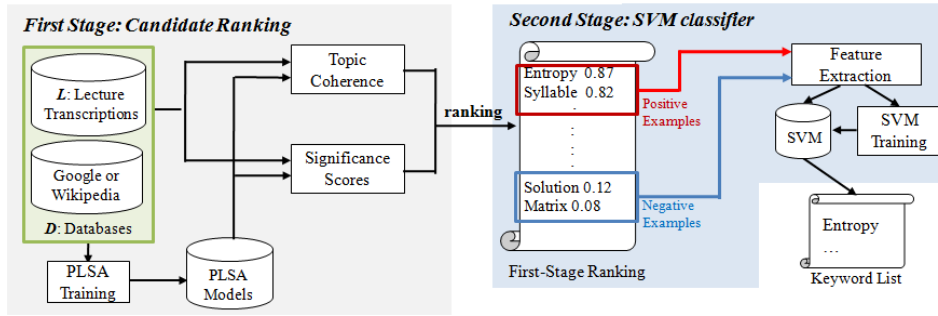 First Stage: Candidate Ranking
L: Lecture
Transcriptions
Google or
Wikipedia
D: Databases
PLSA
Training
PLSA
Models
Topic
Coherence
Significance
Scores
ranking
Second Stage: SVM classifier
Entropy 0.87
Syllable 0.82
Solution 0.12
Matrix 0.08
First-Stage Ranking
Positive
Examples
Negative
Examples
Feature
Extraction
SVM
SVM
Training
Entropy
...
Keyword List